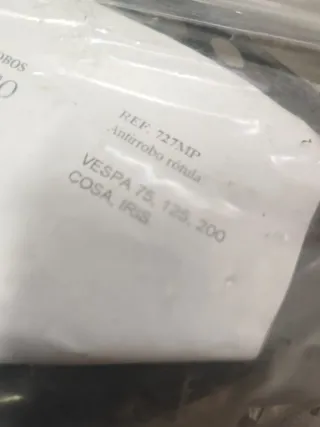 REF. 727MP
Antirrobo rótula
VESPA 75, 125, 200
COSA, IRIS